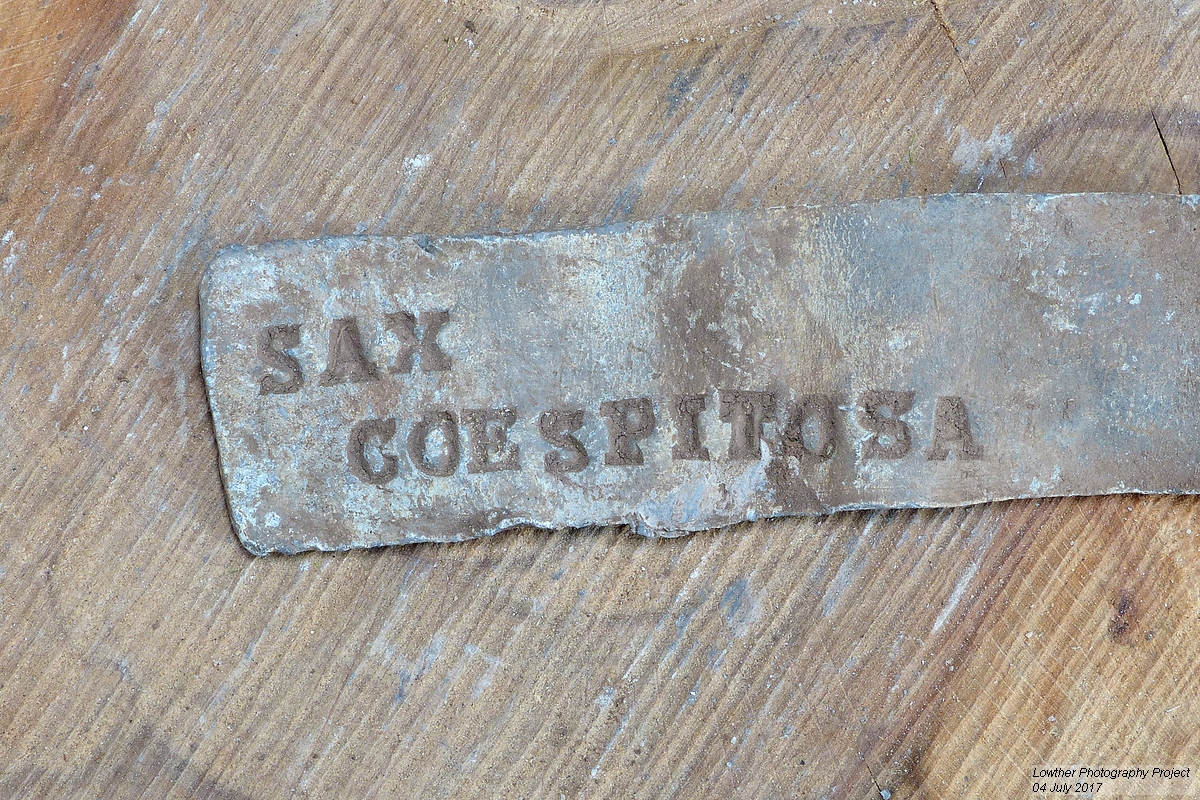 SAX
COESPITOSA
Lowther Photography Project
04 July 2017